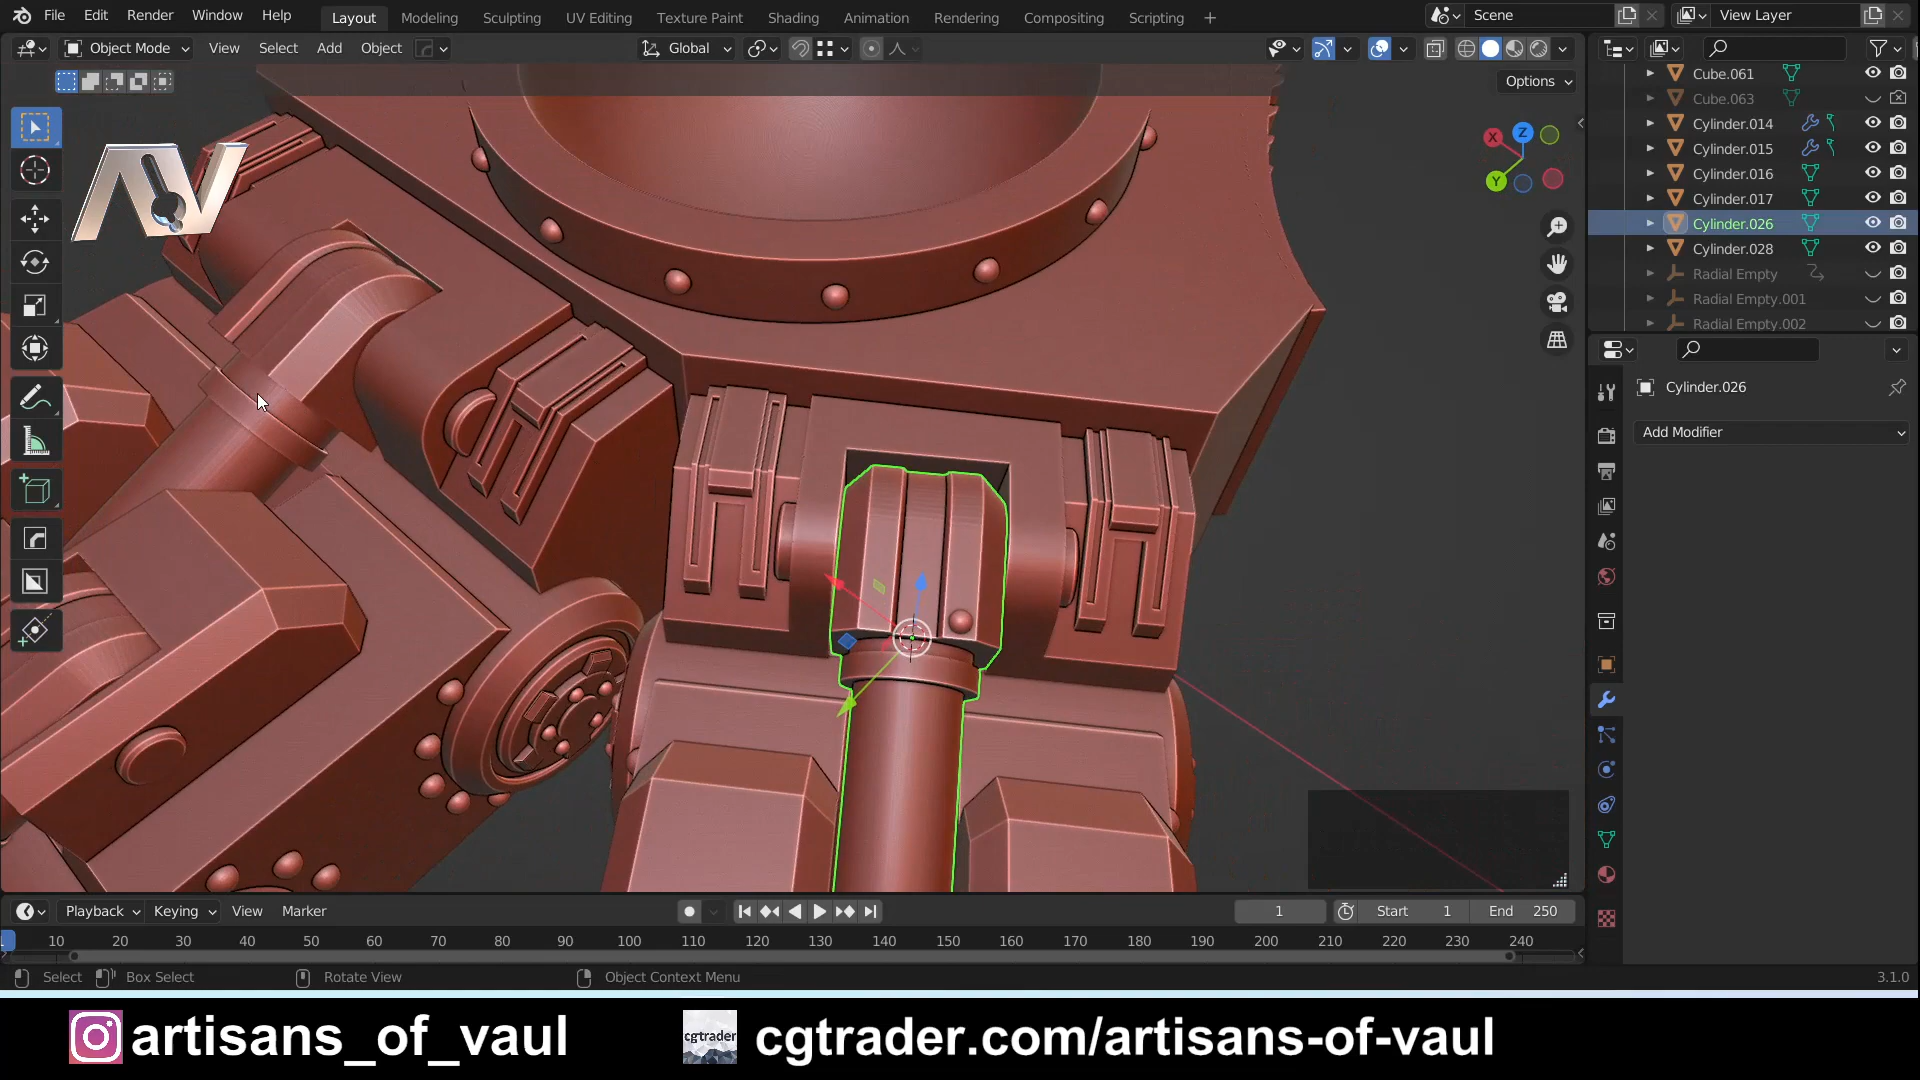 File Edit Render Window Help Layout Modeling Sculpting UV Editing Texture Paint Shading Animation Rendering Compositing Scripting + Scene View Layer
Object Mode View Select Add Object Global
Options
X Z Y
Cube.061
Cube.063
Cylinder.014
Cylinder.015
Cylinder.016
Cylinder.017
Cylinder.026
Cylinder.028
Radial Empty
Radial Empty.001
Radial Empty.002
Cylinder.026
Add Modifier
Playback Keying View Marker 1 Start 1 End 250
10 20 30 40 50 60 70 80 90 100 110 120 130 140 150 160 170 180 190 200 210 220 230 240
Select Box Select Rotate View Object Context Menu 3.1.0
artisans_of_vaul cgtrader cgtrader.com/artisans-of-vaul